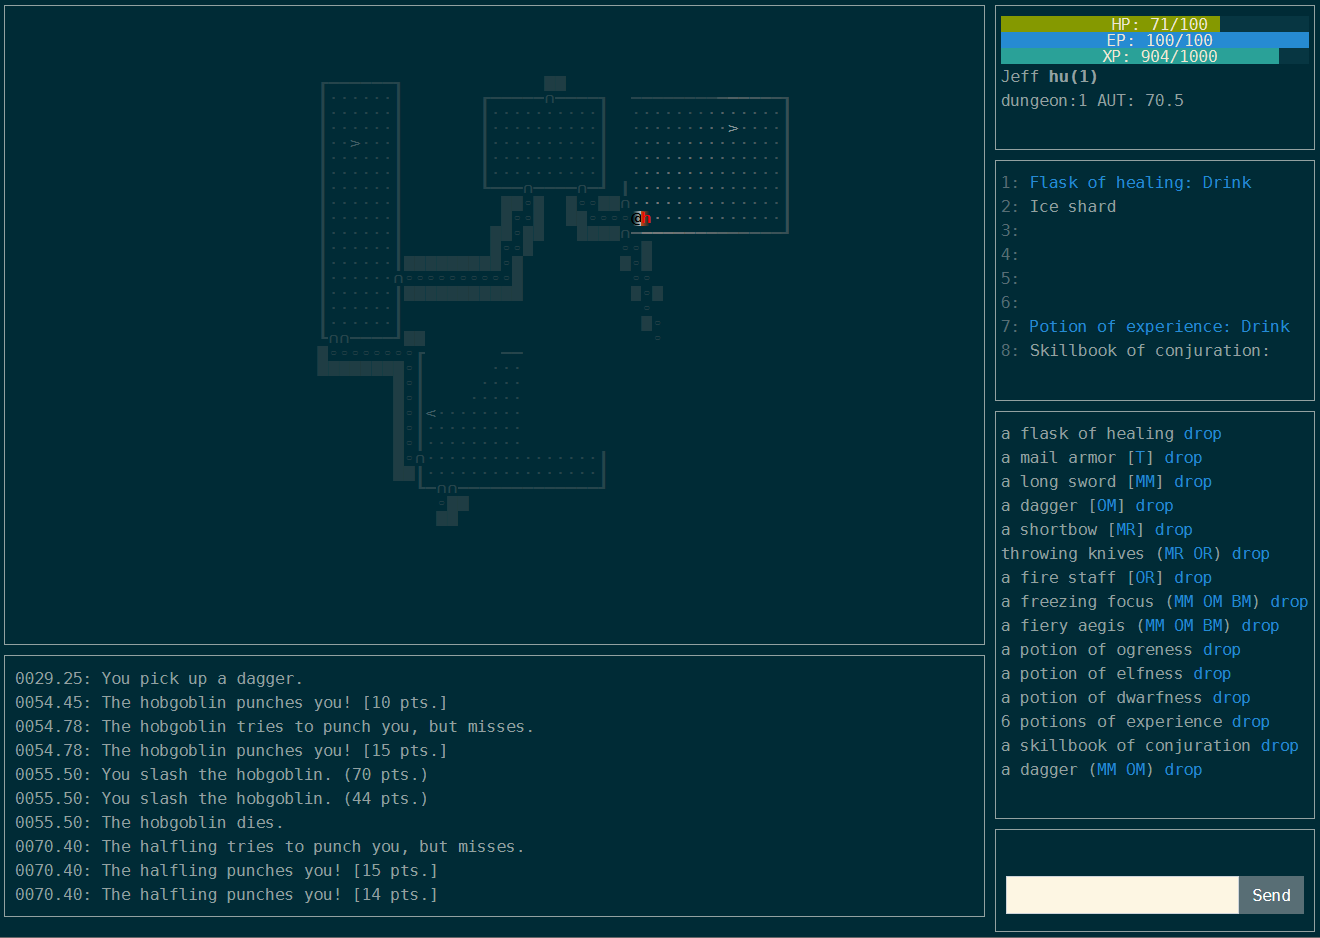 HP: 71/100
EP: 100/100
XP: 904/1000
Jeff hu(1)
dungeon:1 AUT: 70.5
1: Flask of healing: Drink
2: Ice shard
3:
4:
5:
6:
7: Potion of experience: Drink
8: Skillbook of conjuration:
a flask of healing drop
a mail armor [T] drop
a long sword [MM] drop
a dagger [OM] drop
a shortbow [MR] drop
throwing knives (MR OR) drop
a fire staff [OR] drop
a freezing focus (MM OM BM) drop
a fiery aegis (MM OM BM) drop
a potion of ogreness drop
a potion of elfness drop
a potion of dwarfness drop
6 potions of experience drop
a skillbook of conjuration drop
a dagger (MM OM) drop
0029.25: You pick up a dagger.
0054.45: The hobgoblin punches you! [10 pts.]
0054.78: The hobgoblin tries to punch you, but misses.
0054.78: The hobgoblin punches you! [15 pts.]
0055.50: You slash the hobgoblin. (70 pts.)
0055.50: You slash the hobgoblin. (44 pts.)
0055.50: The hobgoblin dies.
0070.40: The halfling tries to punch you, but misses.
0070.40: The halfling punches you! [15 pts.]
0070.40: The halfling punches you! [14 pts.]
Send